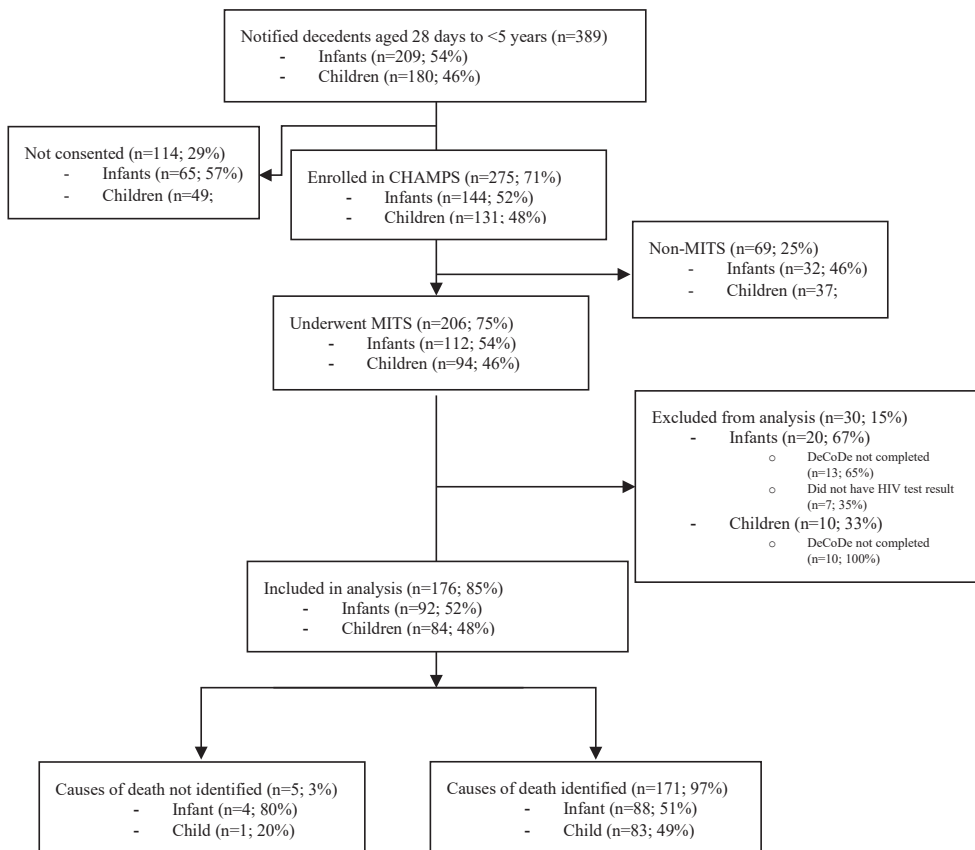 Notified decedents aged 28 days to <5 years (n=389)
- Infants (n=209; 54%)
- Children (n=180; 46%)
Not consented (n=114; 29%)
- Infants (n=65; 57%)
- Children (n=49;
Enrolled in CHAMPS (n=275; 71%)
- Infants (n=144; 52%)
- Children (n=131; 48%)
Non-MITS (n=69; 25%)
- Infants (n=32; 46%)
- Children (n=37;
Underwent MITS (n=206; 75%)
- Infants (n=112; 54%)
- Children (n=94; 46%)
Excluded from analysis (n=30; 15%)
- Infants (n=20; 67%)
o DeCoDe not completed
(n=13; 65%)
o Did not have HIV test result
(n=7; 35%)
- Children (n=10; 33%)
o DeCoDe not completed
(n=10; 100%)
Included in analysis (n=176; 85%)
- Infants (n=92; 52%)
- Children (n=84; 48%)
Causes of death not identified (n=5; 3%)
- Infant (n=4; 80%)
- Child (n=1; 20%)
Causes of death identified (n=171; 97%)
- Infant (n=88; 51%)
- Child (n=83; 49%)